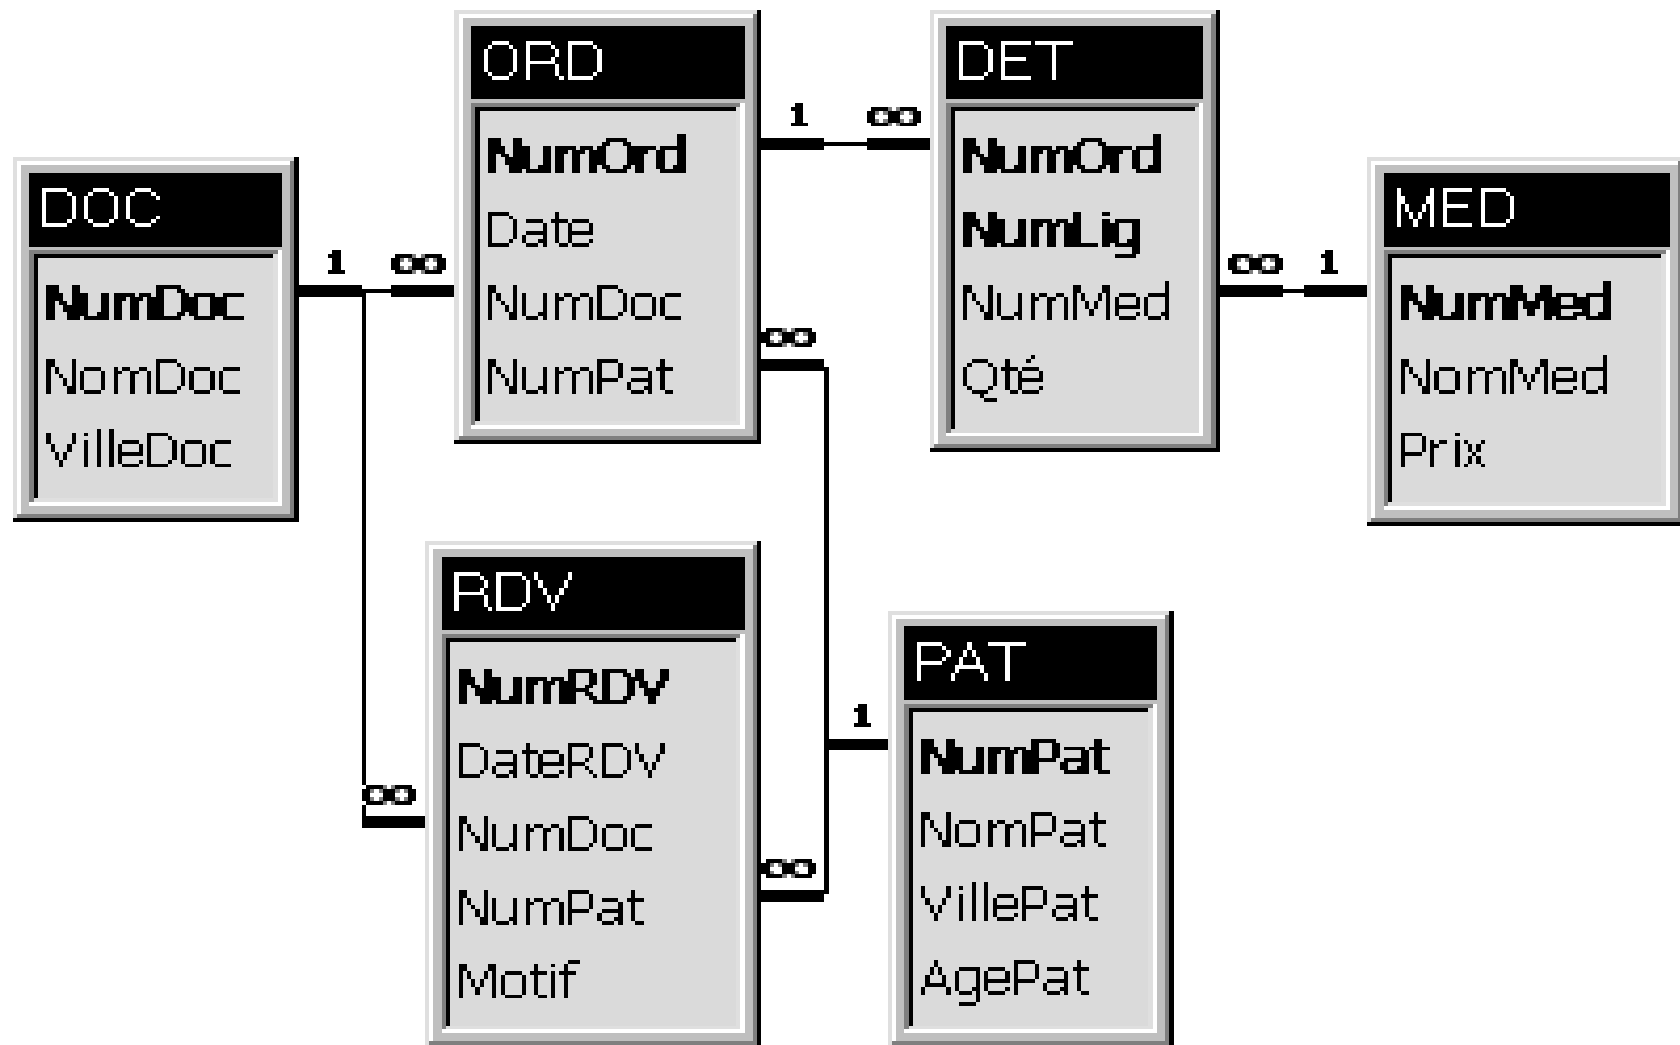 DOC
NumDoc
NomDoc
VilleDoc
1
∞
∞
ORD
NumOrd
Date
NumDoc
NumPat
1
∞
∞
DET
NumOrd
NumLig
NumMed
Qté
∞
1
MED
NumMed
NomMed
Prix
RDV
NumRDV
DateRDV
NumDoc
NumPat
Motif
∞
1
PAT
NumPat
NomPat
VillePat
AgePat